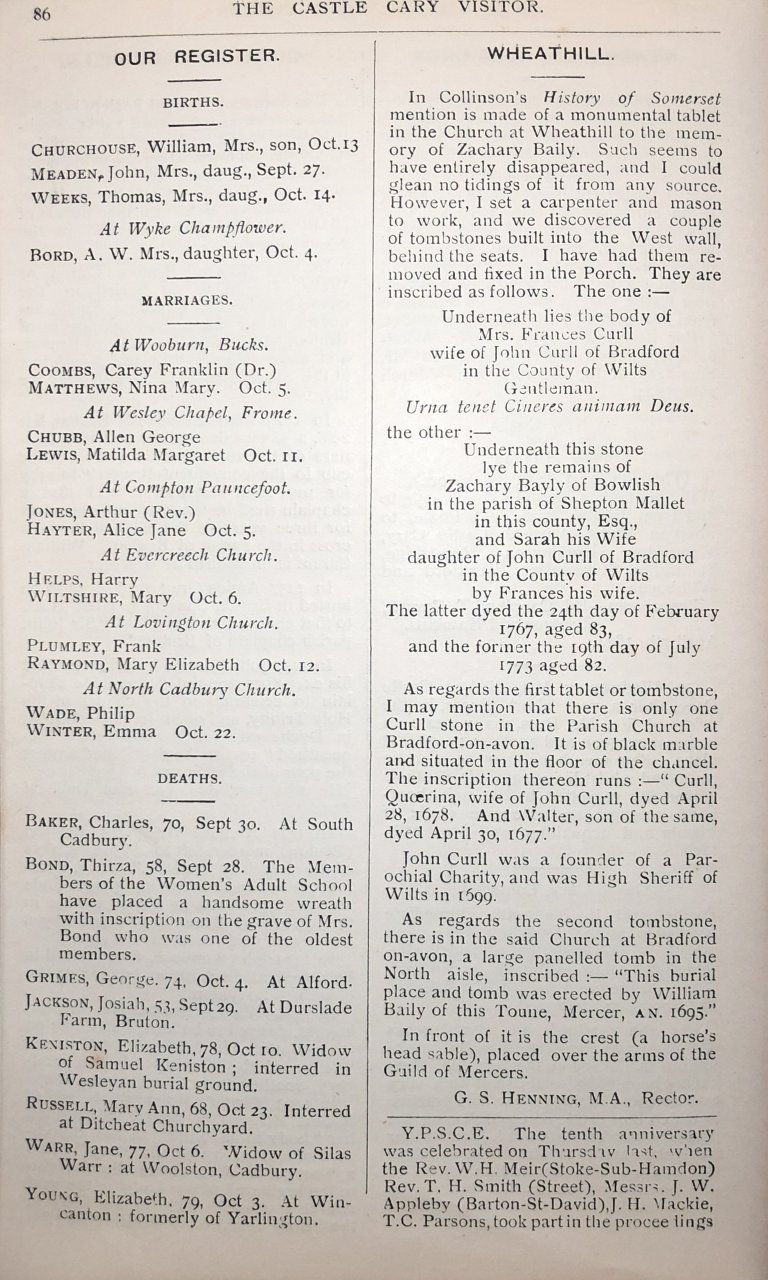 86
THE CASTLE CARY VISITOR.
OUR REGISTER.
BIRTHS.
CHURCHOUSE, William, Mrs., son, Oct.13
MEADEN, John, Mrs., daug., Sept. 27.
WEEKS, Thomas, Mrs., daug., Oct. 14.
At Wyke Champflower.
BORD, A. W. Mrs., daughter, Oct. 4.
MARRIAGES.
At Wooburn, Bucks.
COOMBS, Carey Franklin (Dr.)
MATTHEWS, Nina Mary. Oct. 5.
At Wesley Chapel, Frome.
CHUBB, Allen George
LEWIS, Matilda Margaret Oct. 11.
At Compton Pauncefoot.
JONES, Arthur (Rev.)
HAYTER, Alice Jane Oct. 5.
At Evercreech Church.
HELPS, Harry
WILTSHIRE, Mary Oct. 6.
At Lovington Church.
PLUMLEY, Frank
RAYMOND, Mary Elizabeth Oct. 12.
At North Cadbury Church.
WADE, Philip
WINTER, Emma Oct. 22.
DEATHS.
BAKER, Charles, 70, Sept 30. At South
Cadbury.
BOND, Thirza, 58, Sept 28. The Mem-
bers of the Women's Adult School
have placed a handsome wreath
with inscription on the grave of Mrs.
Bond who was one of the oldest
members.
GRIMES, George. 74, Oct. 4. At Alford.
JACKSON, Josiah, 53, Sept 29. At Durslade
Farm, Bruton.
KENISTON, Elizabeth, 78, Oct 10. Widow
of Samuel Keniston ; interred in
Wesleyan burial ground.
RUSSELL, Mary Ann, 68, Oct 23. Interred
at Ditcheat Churchyard.
WARR, Jane, 77, Oct 6. Widow of Silas
Warr : at Woolston, Cadbury.
YOUNG, Elizabeth, 79, Oct 3. At Win-
canton : formerly of Yarlington.
WHEATHILL.
In Collinson's History of Somerset
mention is made of a monumental tablet
in the Church at Wheathill to the mem-
ory of Zachary Baily. Such seems to
have entirely disappeared, and I could
glean no tidings of it from any source.
However, I set a carpenter and mason
to work, and we discovered a couple
of tombstones built into the West wall,
behind the seats. I have had them re-
moved and fixed in the Porch. They are
inscribed as follows. The one :—
Underneath lies the body of
Mrs. Frances Curll
wife of John Curll of Bradford
in the County of Wilts
Gentleman.
Urna tenet Cineres animam Deus.
the other :—
Underneath this stone
lye the remains of
Zachary Bayly of Bowlish
in the parish of Shepton Mallet
in this county, Esq.,
and Sarah his Wife
daughter of John Curll of Bradford
in the County of Wilts
by Frances his wife.
The latter dyed the 24th day of February
1767, aged 83,
and the former the 19th day of July
1773 aged 82.
As regards the first tablet or tombstone,
I may mention that there is only one
Curll stone in the Parish Church at
Bradford-on-avon. It is of black marble
and situated in the floor of the chancel.
The inscription thereon runs :—“ Curll,
Quœrina, wife of John Curll, dyed April
28, 1678. And Walter, son of the same,
dyed April 30, 1677.”
John Curll was a founder of a Par-
ochial Charity, and was High Sheriff of
Wilts in 1699.
As regards the second tombstone,
there is in the said Church at Bradford
on-avon, a large panelled tomb in the
North aisle, inscribed :— “This burial
place and tomb was erected by William
Baily of this Toune, Mercer, AN. 1695.”
In front of it is the crest (a horse's
head sable), placed over the arms of the
Guild of Mercers.
G. S. HENNING, M.A., Rector.
Y.P.S.C.E. The tenth anniversary
was celebrated on Thursday last, when
the Rev. W.H. Meir(Stoke-Sub-Hamdon)
Rev. T. H. Smith (Street), Messrs. J. W.
Appleby (Barton-St-David),J. H. Mackie,
T.C. Parsons, took part in the proceedings